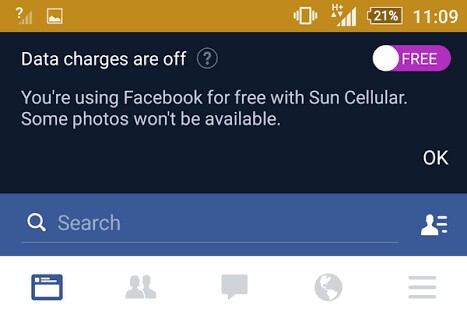 ? H+ 21% 11:09
Data charges are off ? FREE
You're using Facebook for free with Sun Cellular.
Some photos won't be available.
OK
Search